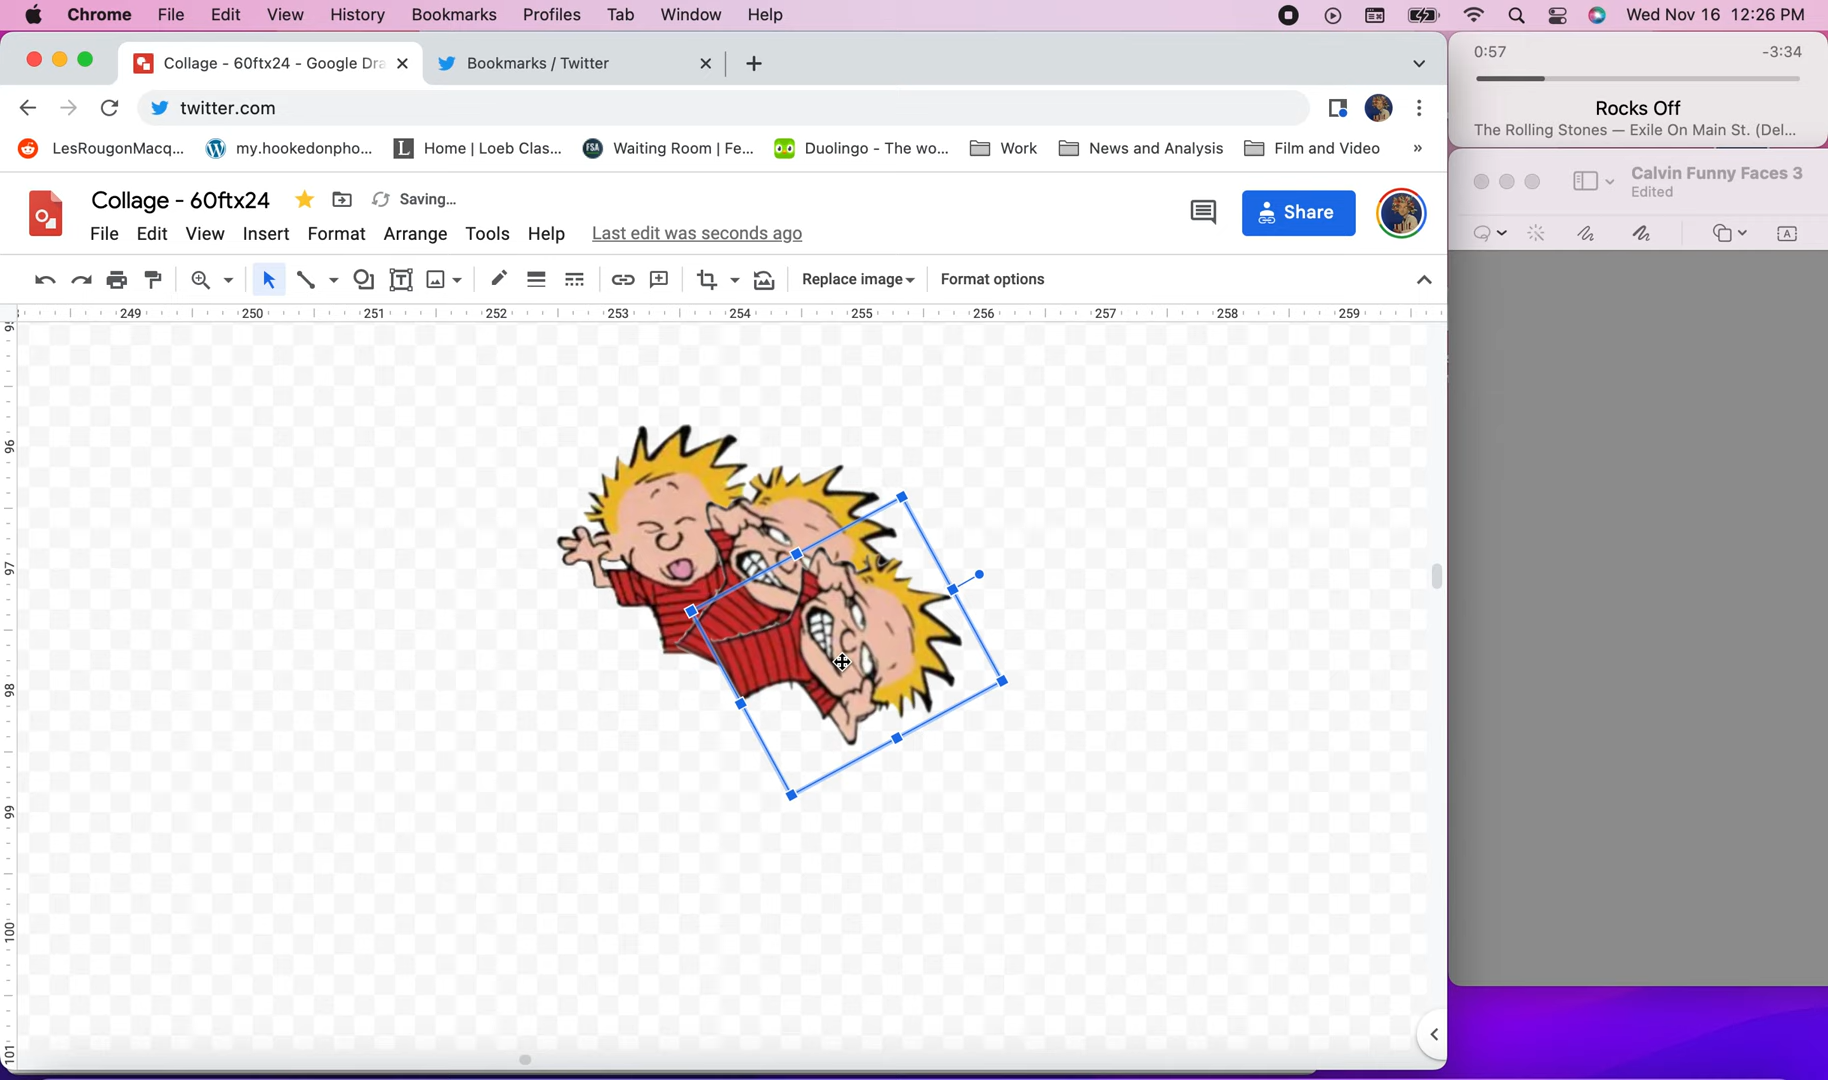 Chrome File Edit View History Bookmarks Profiles Tab Window Help Wed Nov 16 12:26 PM
Collage - 60ftx24 - Google Dra Bookmarks / Twitter
twitter.com
LesRougonMacq... my.hookedonpho... Home | Loeb Clas... FSA Waiting Room | Fe... Duolingo - The wo... Work News and Analysis Film and Video »
Collage - 60ftx24 Saving...
File Edit View Insert Format Arrange Tools Help Last edit was seconds ago
Share
Replace image Format options
249 250 251 252 253 254 255 256 257 258 259
96
97
98
99
100
101
0:57 -3:34
Rocks Off
The Rolling Stones — Exile On Main St. (Del...
Calvin Funny Faces 3
Edited